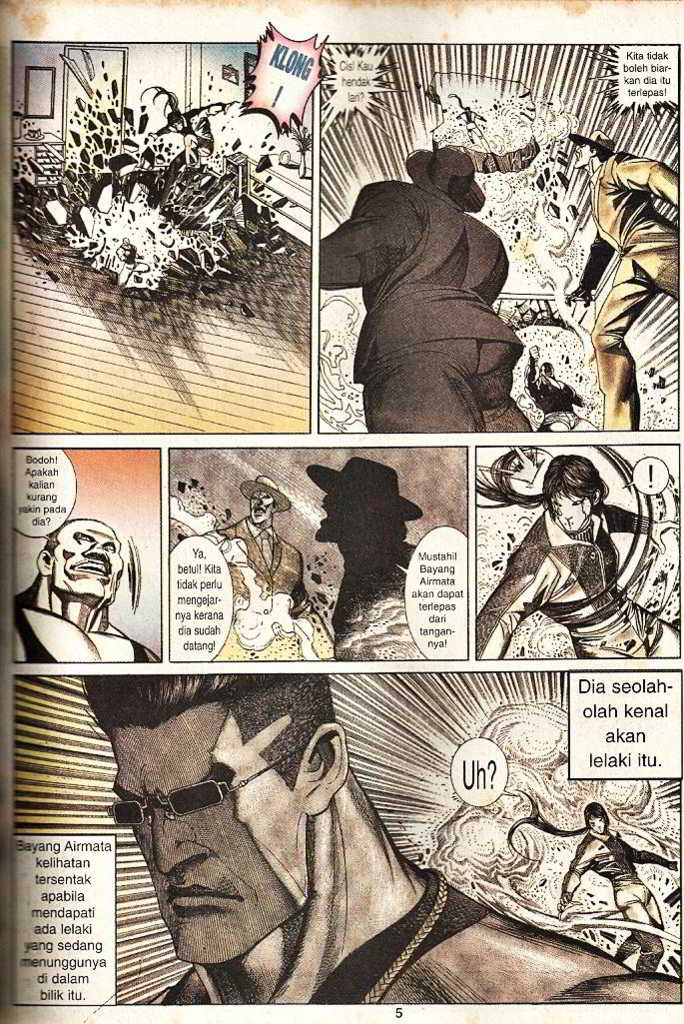 KLONG
!
Cis! Kau
hendak
lari?
Kita tidak
boleh biar-
kan dia itu
terlepas!
Bodoh!
Apakah
kalian
kurang
yakin pada
dia?
Ya,
betul! Kita
tidak perlu
mengejar-
nya kerana
dia sudah
datang!
Mustahil
Bayang
Airmata
akan dapat
terlepas
dari
tangan-
nya!
!
Dia seolah-
olah kenal
akan
lelaki itu.
Uh?
Bayang Airmata
kelihatan
tersentak
apabila
mendapati
ada lelaki
yang sedang
menunggunya
di dalam
bilik itu.
5